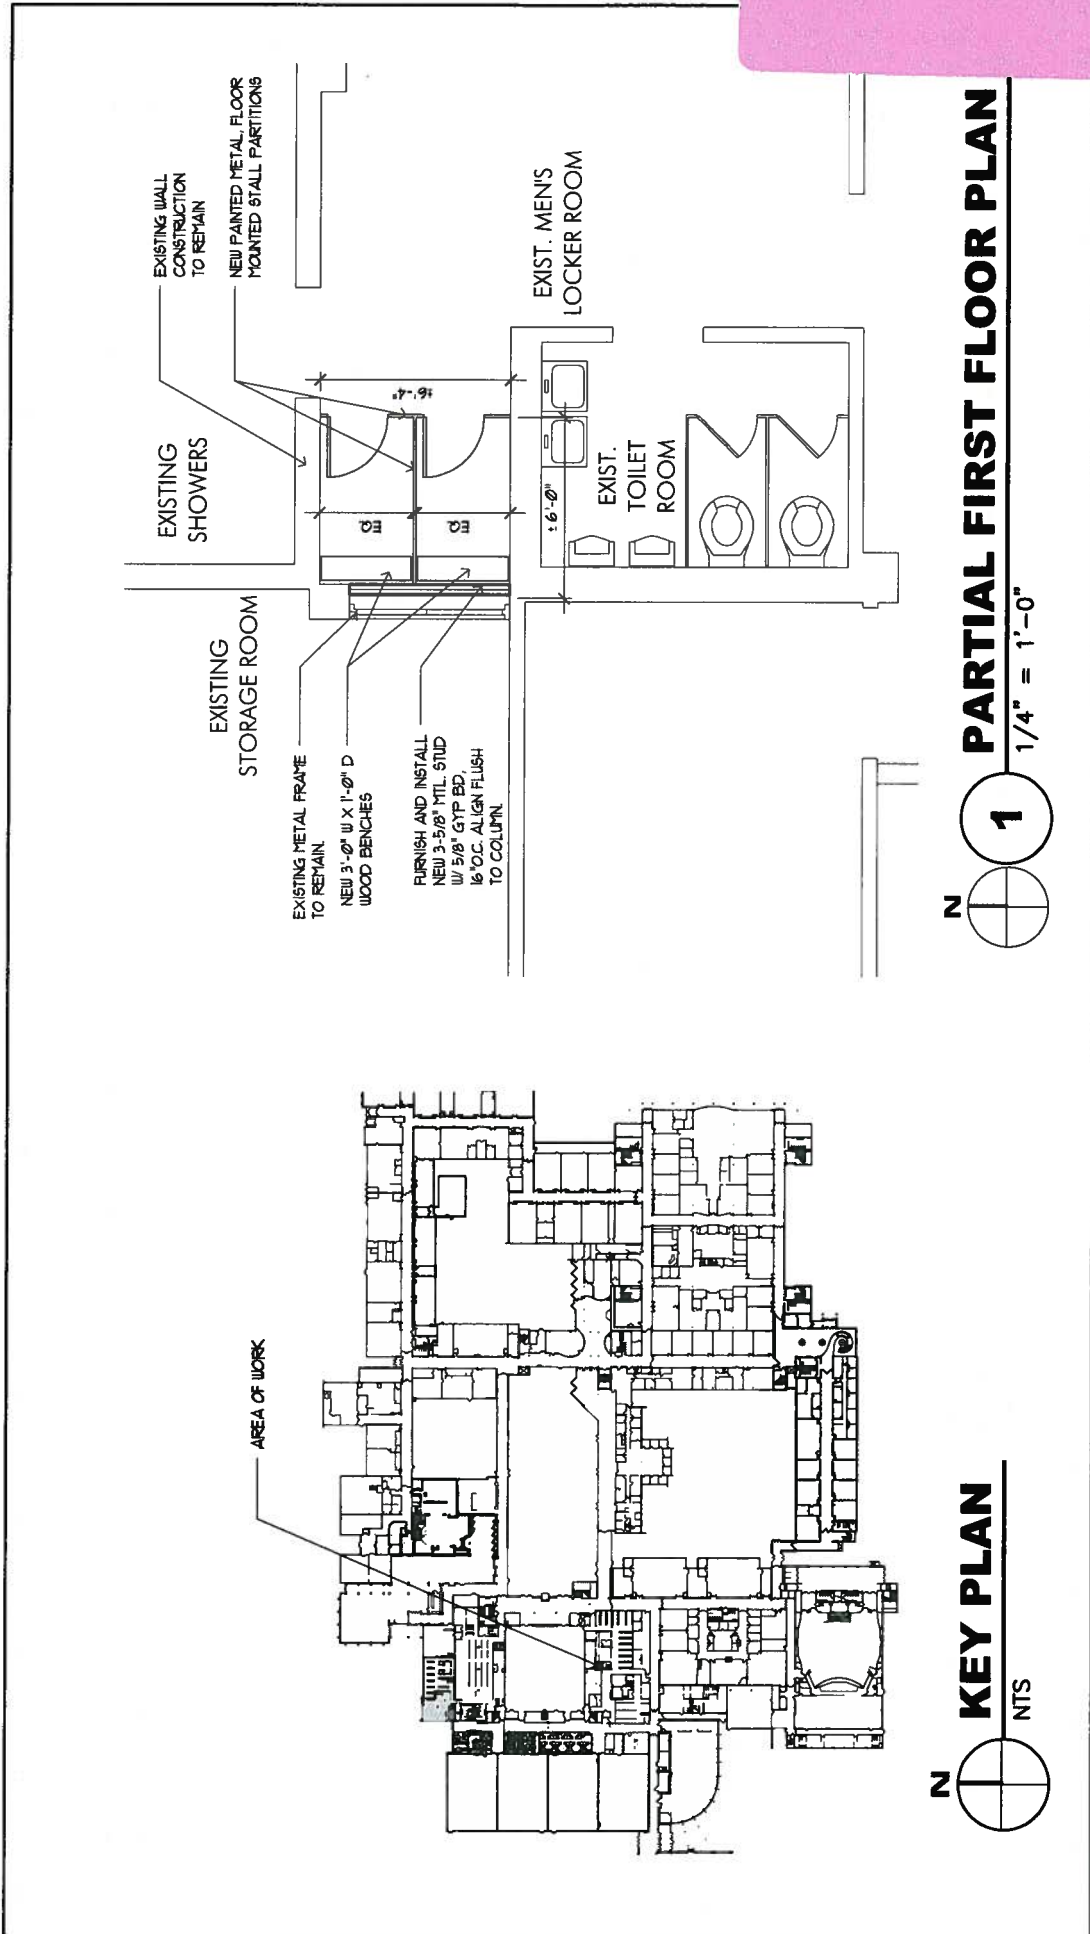 AREA OF WORK
N
KEY PLAN
NTS
EXISTING WALL
CONSTRUCTION
TO REMAIN
NEW PAINTED METAL, FLOOR
MOUNTED STALL PARTITIONS
EXISTING
SHOWERS
EXISTING
STORAGE ROOM
EXISTING METAL FRAME
TO REMAIN.
NEW 3'-0" W X 1'-0" D
WOOD BENCHES
FURNISH AND INSTALL
NEW 3-5/8" MTL. STUD
W/ 5/8" GYP BD,
16" O.C. ALIGN FLUSH
TO COLUMN.
EQ.
EQ.
±6'-4"
±6'-0"
EXIST. MEN'S
LOCKER ROOM
EXIST.
TOILET
ROOM
N
1
PARTIAL FIRST FLOOR PLAN
1/4" = 1'-0"